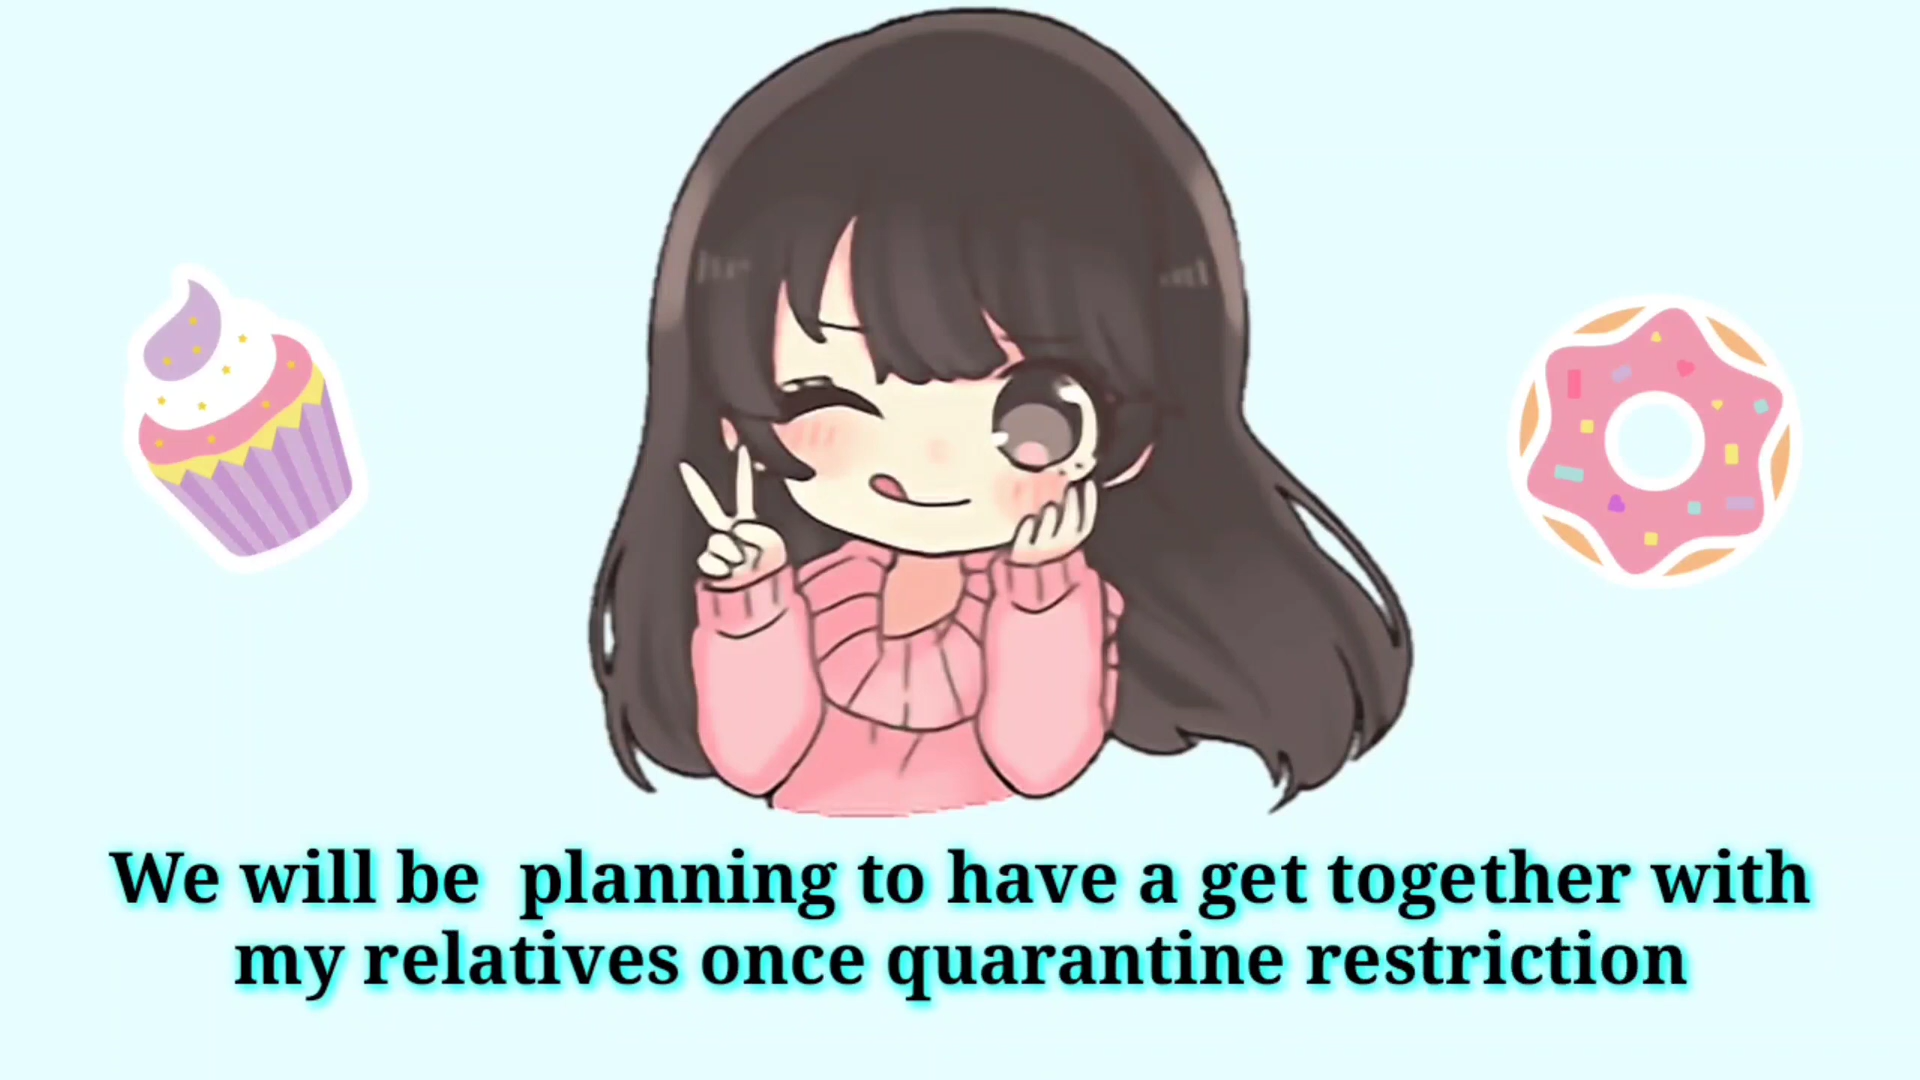 We will be  planning to have a get together with
my relatives once quarantine restriction